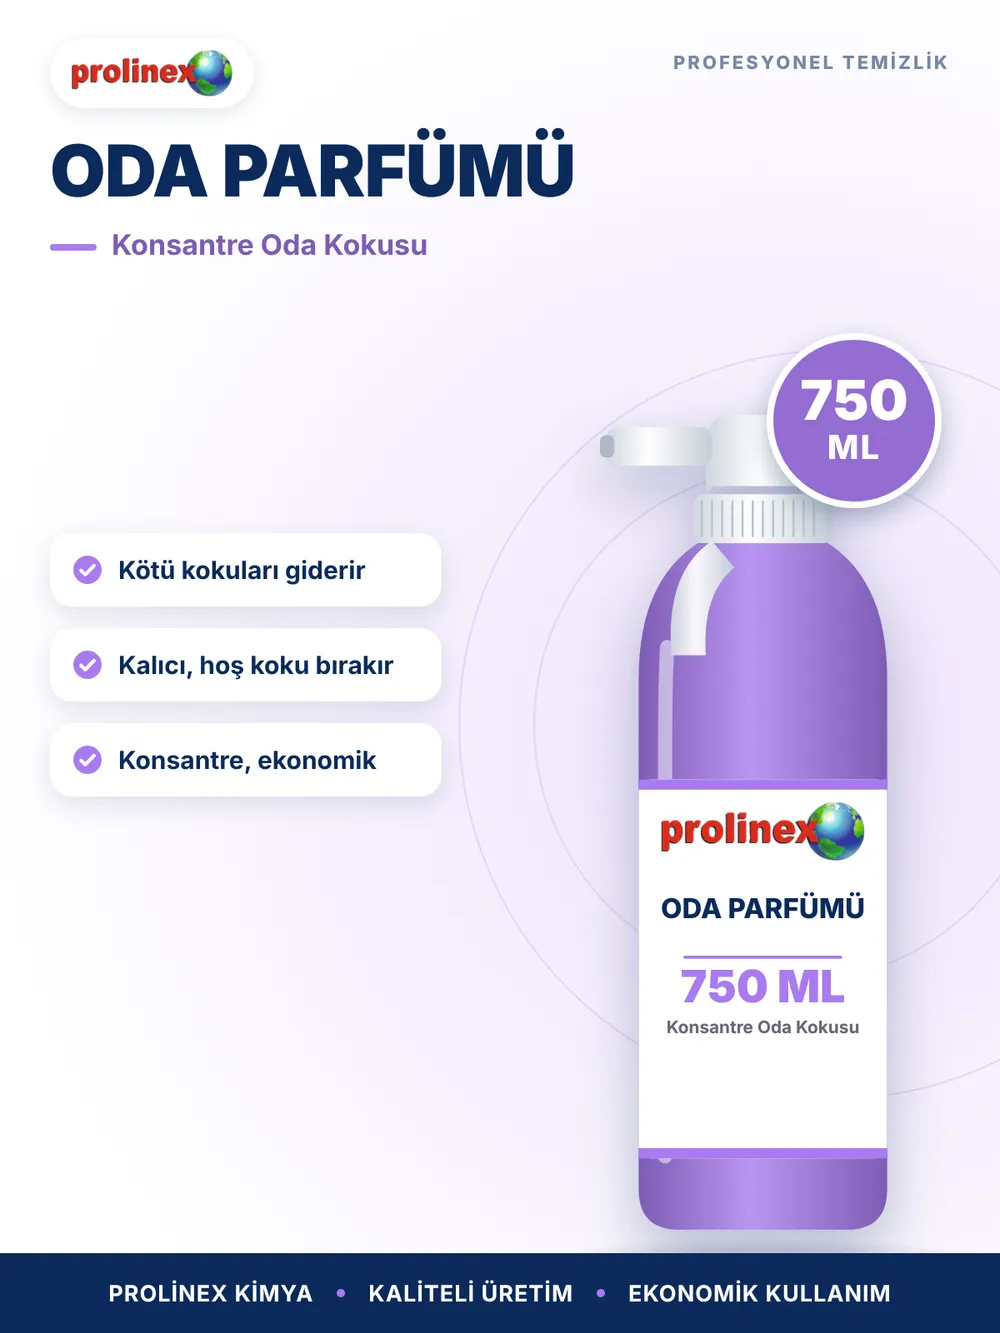 prolinex
PROFESYONEL TEMİZLİK
ODA PARFÜMÜ
Konsantre Oda Kokusu
750
ML
Kötü kokuları giderir
Kalıcı, hoş koku bırakır
Konsantre, ekonomik
prolinex
ODA PARFÜMÜ
750 ML
Konsantre Oda Kokusu
PROLİNEX KİMYA • KALİTELİ ÜRETİM • EKONOMİK KULLANIM